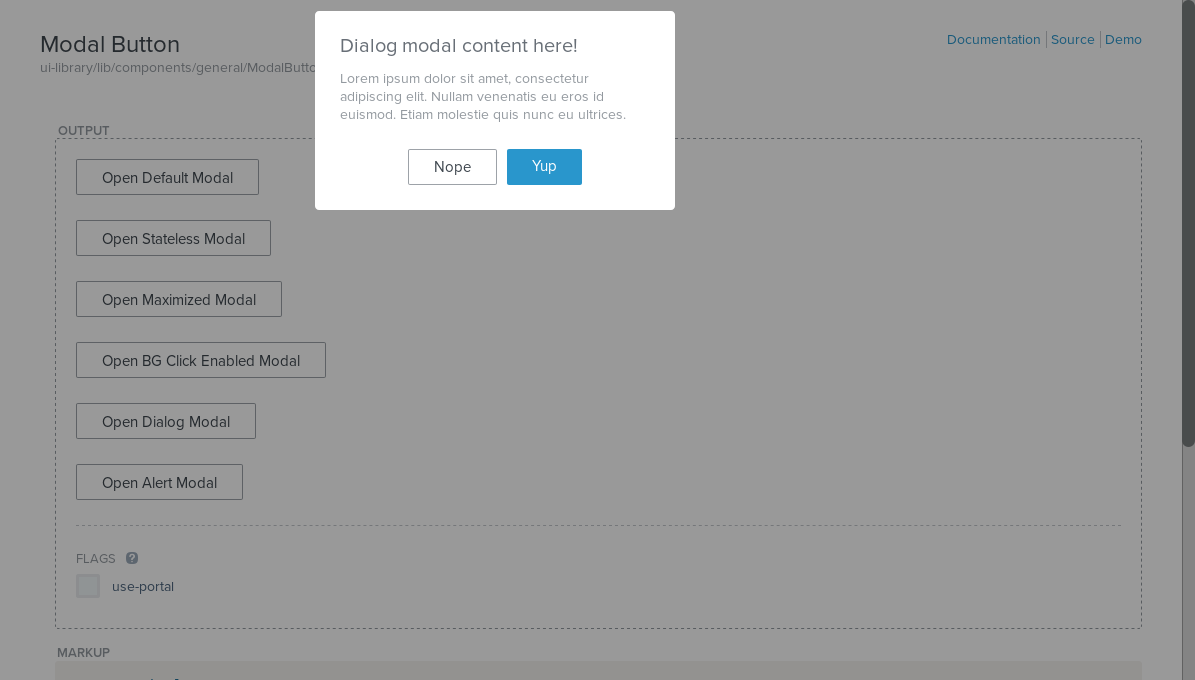 Modal Button
Documentation
Source
Demo
ui-library/lib/components/general/ModalButto
Dialog modal content here!
Lorem ipsum dolor sit amet, consectetur
adipiscing elit. Nullam venenatis eu eros id
euismod. Etiam molestie quis nunc eu ultrices.
Nope
Yup
OUTPUT
Open Default Modal
Open Stateless Modal
Open Maximized Modal
Open BG Click Enabled Modal
Open Dialog Modal
Open Alert Modal
FLAGS ?
use-portal
MARKUP